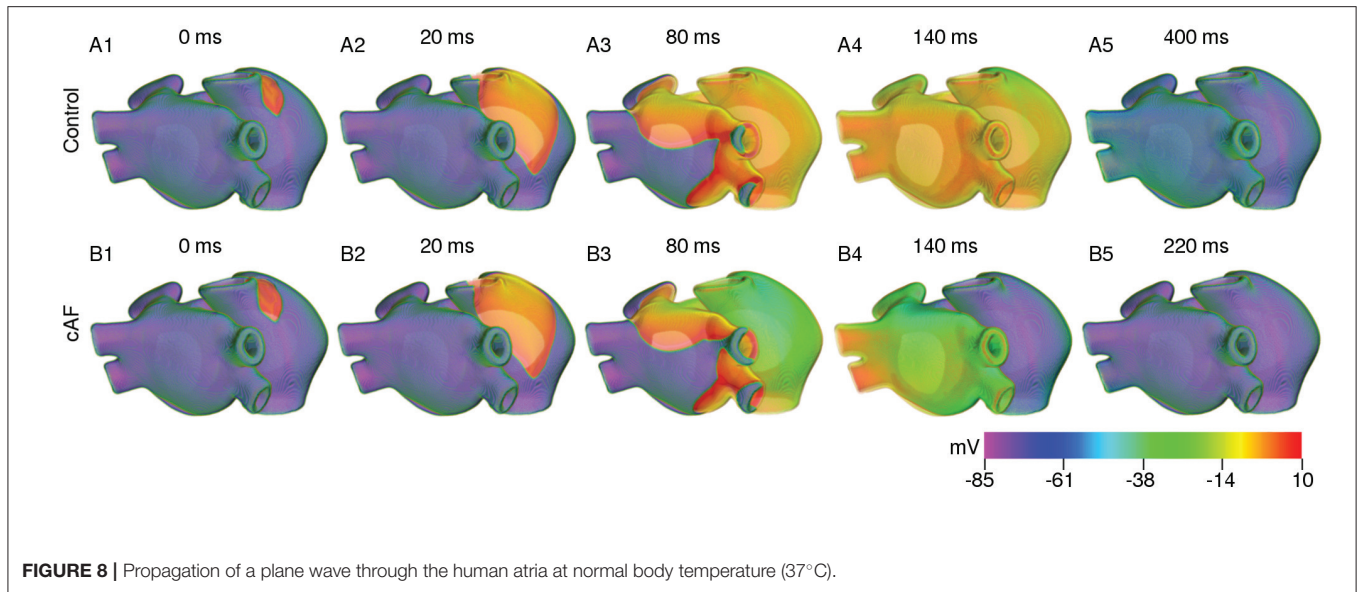 A1 0 ms A2 20 ms A3 80 ms A4 140 ms A5 400 ms
Control
B1 0 ms B2 20 ms B3 80 ms B4 140 ms B5 220 ms
cAF
mV
-85 -61 -38 -14 10
FIGURE 8 | Propagation of a plane wave through the human atria at normal body temperature (37°C).